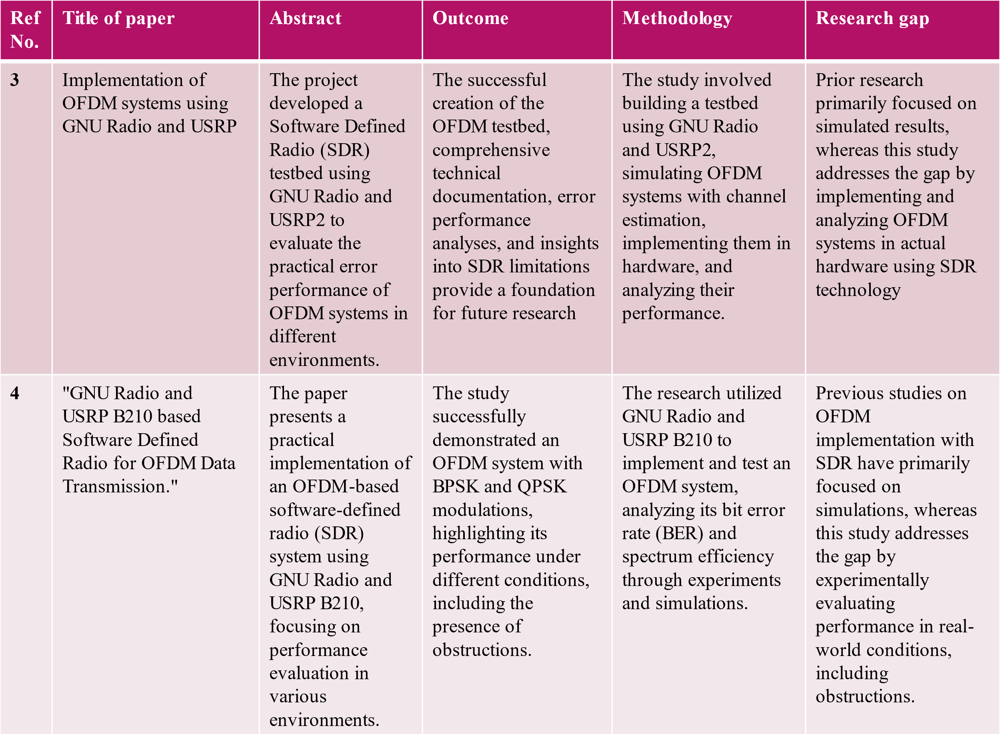 Ref
No.
Title of paper
Abstract
Outcome
Methodology
Research gap
3
Implementation of
OFDM systems using
GNU Radio and USRP
The project
developed a
Software Defined
Radio (SDR)
testbed using
GNU Radio and
USRP2 to
evaluate the
practical error
performance of
OFDM systems in
different
environments.
The successful
creation of the
OFDM testbed,
comprehensive
technical
documentation, error
performance
analyses, and insights
into SDR limitations
provide a foundation
for future research
The study involved
building a testbed
using GNU Radio
and USRP2,
simulating OFDM
systems with channel
estimation,
implementing them in
hardware, and
analyzing their
performance.
Prior research
primarily focused on
simulated results,
whereas this study
addresses the gap by
implementing and
analyzing OFDM
systems in actual
hardware using SDR
technology
4
"GNU Radio and
USRP B210 based
Software Defined
Radio for OFDM Data
Transmission."
The paper
presents a
practical
implementation of
an OFDM-based
software-defined
radio (SDR)
system using
GNU Radio and
USRP B210,
focusing on
performance
evaluation in
various
environments.
The study
successfully
demonstrated an
OFDM system with
BPSK and QPSK
modulations,
highlighting its
performance under
different conditions,
including the
presence of
obstructions.
The research utilized
GNU Radio and
USRP B210 to
implement and test an
OFDM system,
analyzing its bit error
rate (BER) and
spectrum efficiency
through experiments
and simulations.
Previous studies on
OFDM
implementation with
SDR have primarily
focused on
simulations, whereas
this study addresses
the gap by
experimentally
evaluating
performance in real-
world conditions,
including
obstructions.